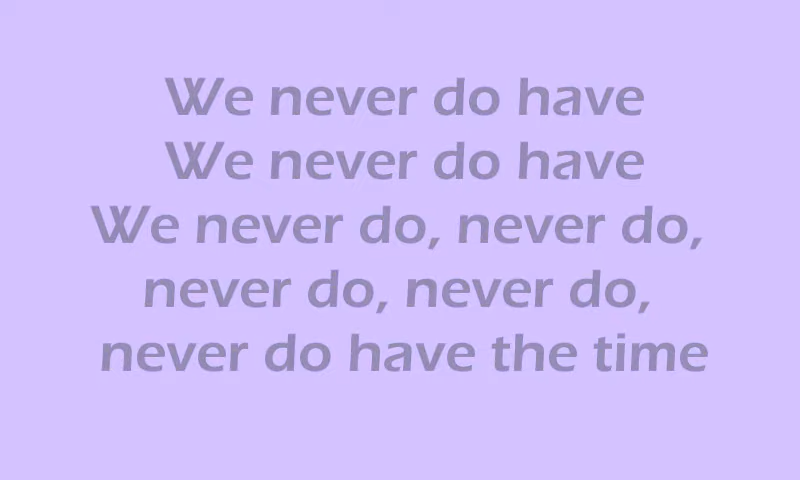 We never do have
We never do have
We never do, never do,
never do, never do,
never do have the time